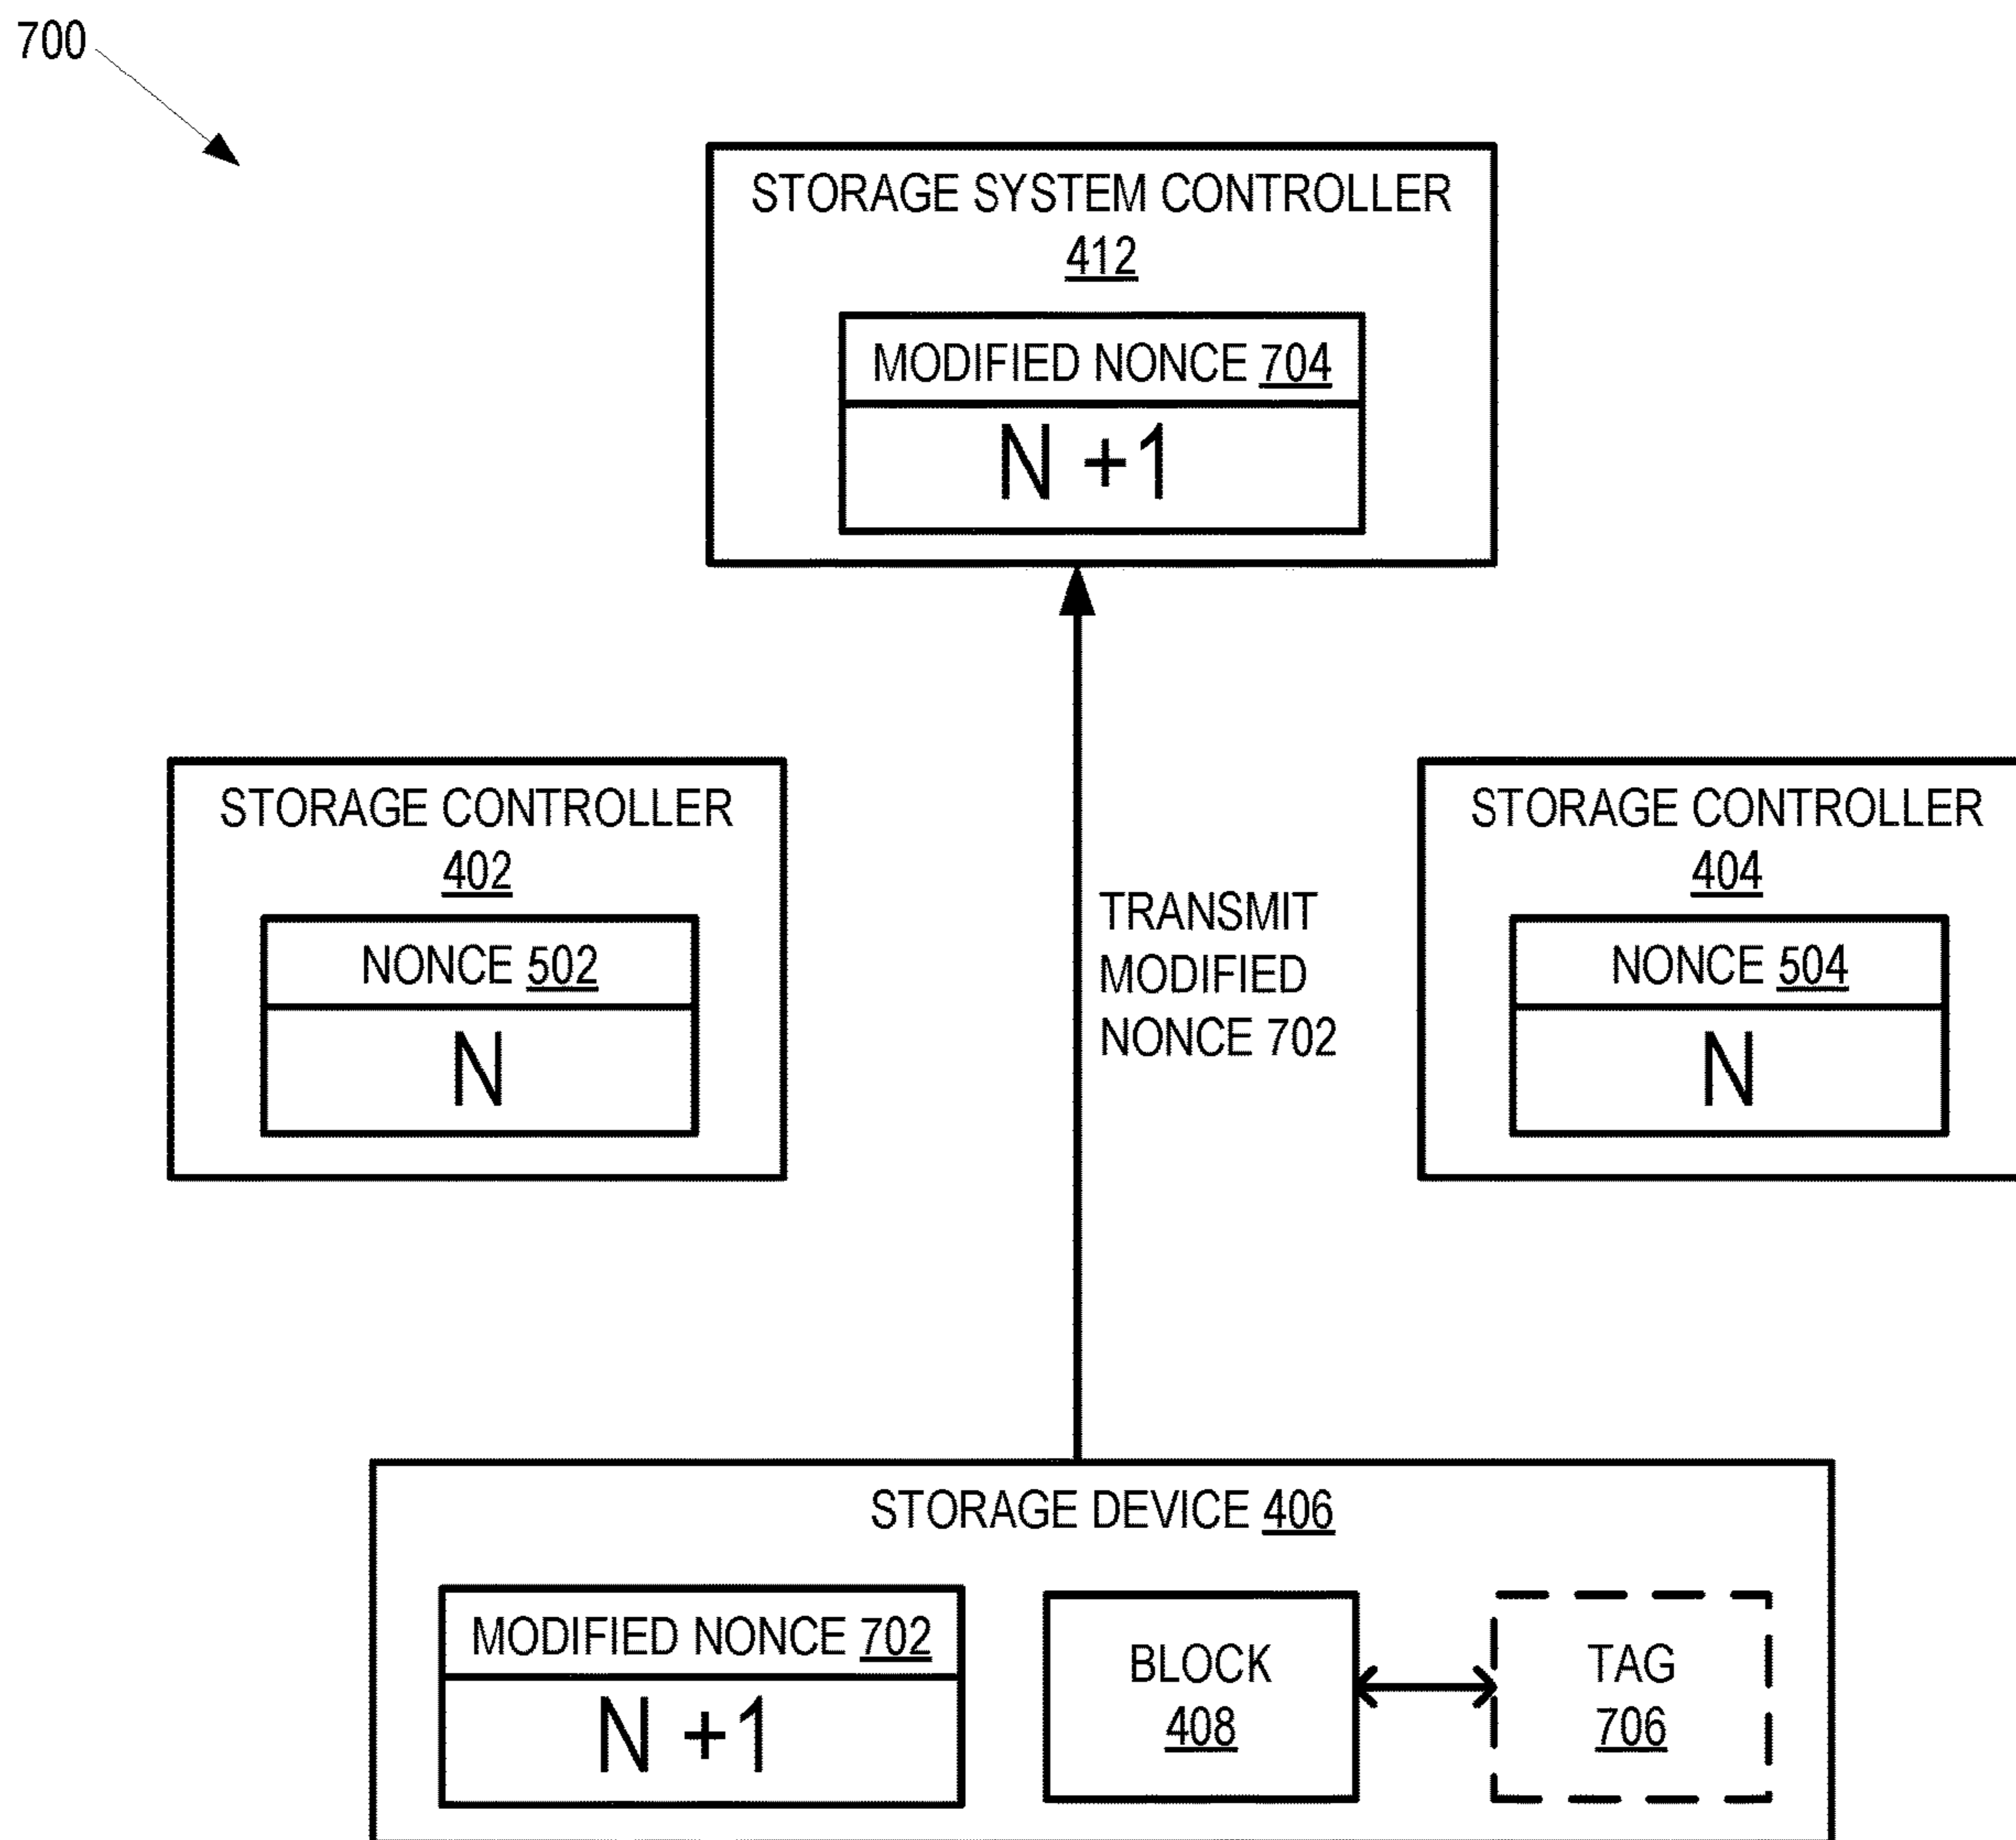 700
STORAGE SYSTEM CONTROLLER
412
MODIFIED NONCE 704
N +1
STORAGE CONTROLLER
402
NONCE 502
N
TRANSMIT
MODIFIED
NONCE 702
STORAGE CONTROLLER
404
NONCE 504
N
STORAGE DEVICE 406
MODIFIED NONCE 702
N +1
BLOCK
408
TAG
706